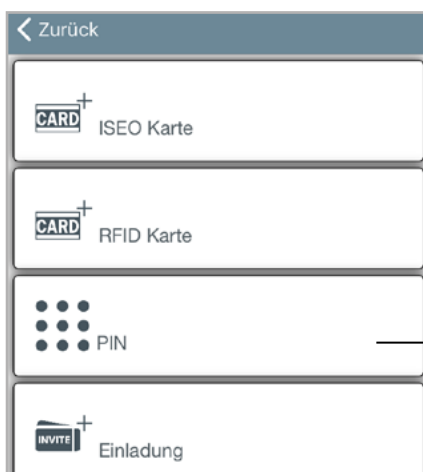 Zurück
CARD
ISEO Karte
CARD
RFID Karte
PIN
INVITE
Einladung